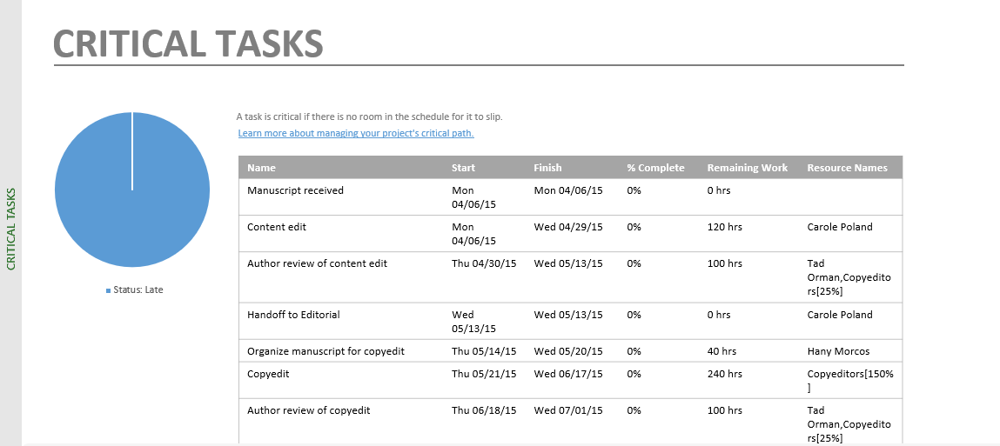 CRITICAL TASKS
CRITICAL TASKS
Status: Late
A task is critical if there is no room in the schedule for it to slip.
Learn more about managing your project's critical path.
Name Start Finish % Complete Remaining Work Resource Names
Manuscript received Mon 04/06/15 Mon 04/06/15 0% 0 hrs
Content edit Mon 04/06/15 Wed 04/29/15 0% 120 hrs Carole Poland
Author review of content edit Thu 04/30/15 Wed 05/13/15 0% 100 hrs Tad Orman,Copyeditors[25%]
Handoff to Editorial Wed 05/13/15 Wed 05/13/15 0% 0 hrs Carole Poland
Organize manuscript for copyedit Thu 05/14/15 Wed 05/20/15 0% 40 hrs Hany Morcos
Copyedit Thu 05/21/15 Wed 06/17/15 0% 240 hrs Copyeditors[150%]
Author review of copyedit Thu 06/18/15 Wed 07/01/15 0% 100 hrs Tad Orman,Copyeditors[25%]